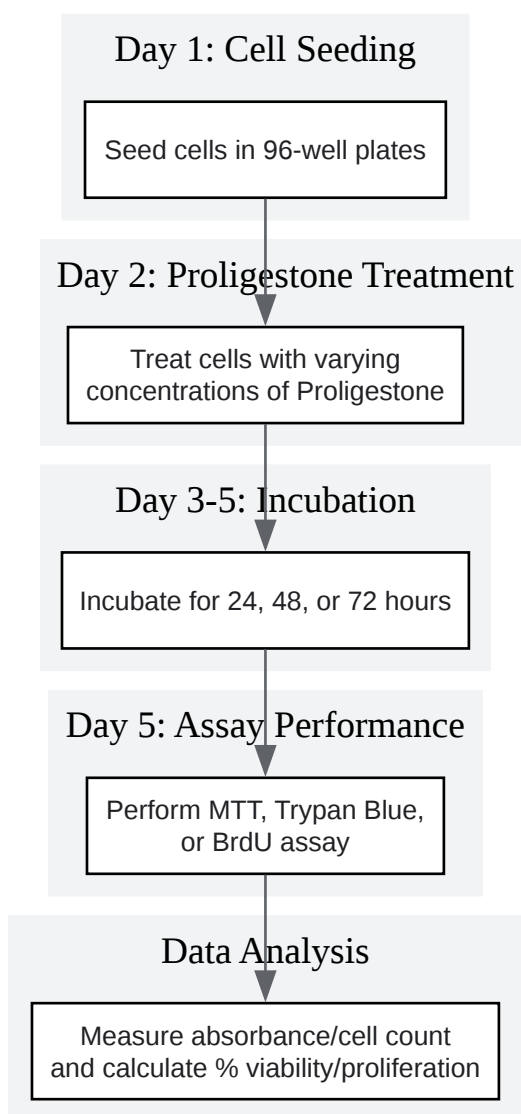 Day 1: Cell Seeding
Seed cells in 96-well plates
Day 2: Proligestone Treatment
Treat cells with varying
concentrations of Proligestone
Day 3-5: Incubation
Incubate for 24, 48, or 72 hours
Day 5: Assay Performance
Perform MTT, Trypan Blue,
or BrdU assay
Data Analysis
Measure absorbance/cell count
and calculate % viability/proliferation